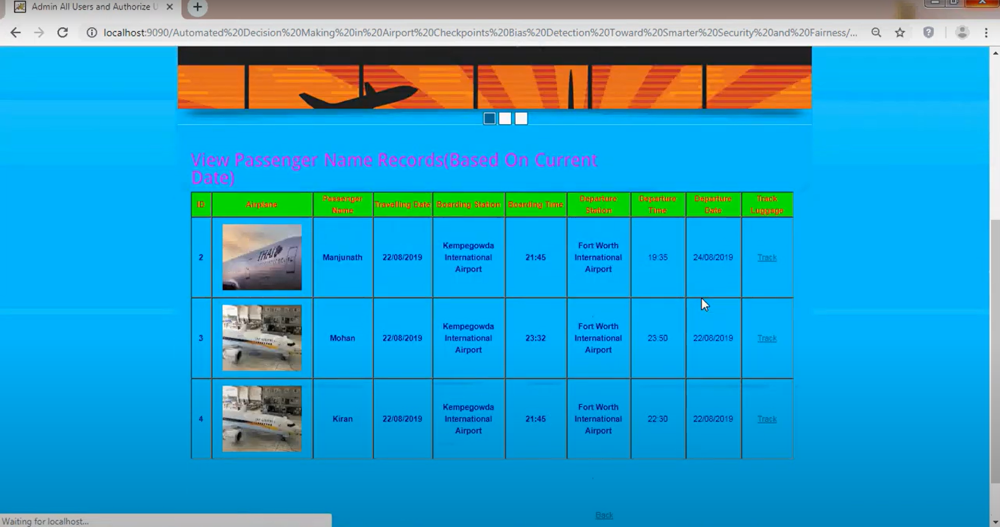 Admin All Users and Authorize U
localhost:9090/Automated%20Decision%20Making%20in%20Airport%20Checkpoints%20Bias%20Detection%20Toward%20Smarter%20Security%20and%20Fairness/...
View Passenger Name Records(Based On Current
Date)
ID
Airplane
Passenger
Name
Travelling Date
Boarding Station
Boarding Time
Departure
Station
Departure
Time
Departure
Date
Track
Luggage
2
THAI
Manjunath
22/08/2019
Kempegowda
International
Airport
21:45
Fort Worth
International
Airport
19:35
24/08/2019
Track
3
Mohan
22/08/2019
Kempegowda
International
Airport
23:32
Fort Worth
International
Airport
23:50
22/08/2019
Track
4
Kiran
22/08/2019
Kempegowda
International
Airport
21:45
Fort Worth
International
Airport
22:30
22/08/2019
Track
Back
Waiting for localhost...